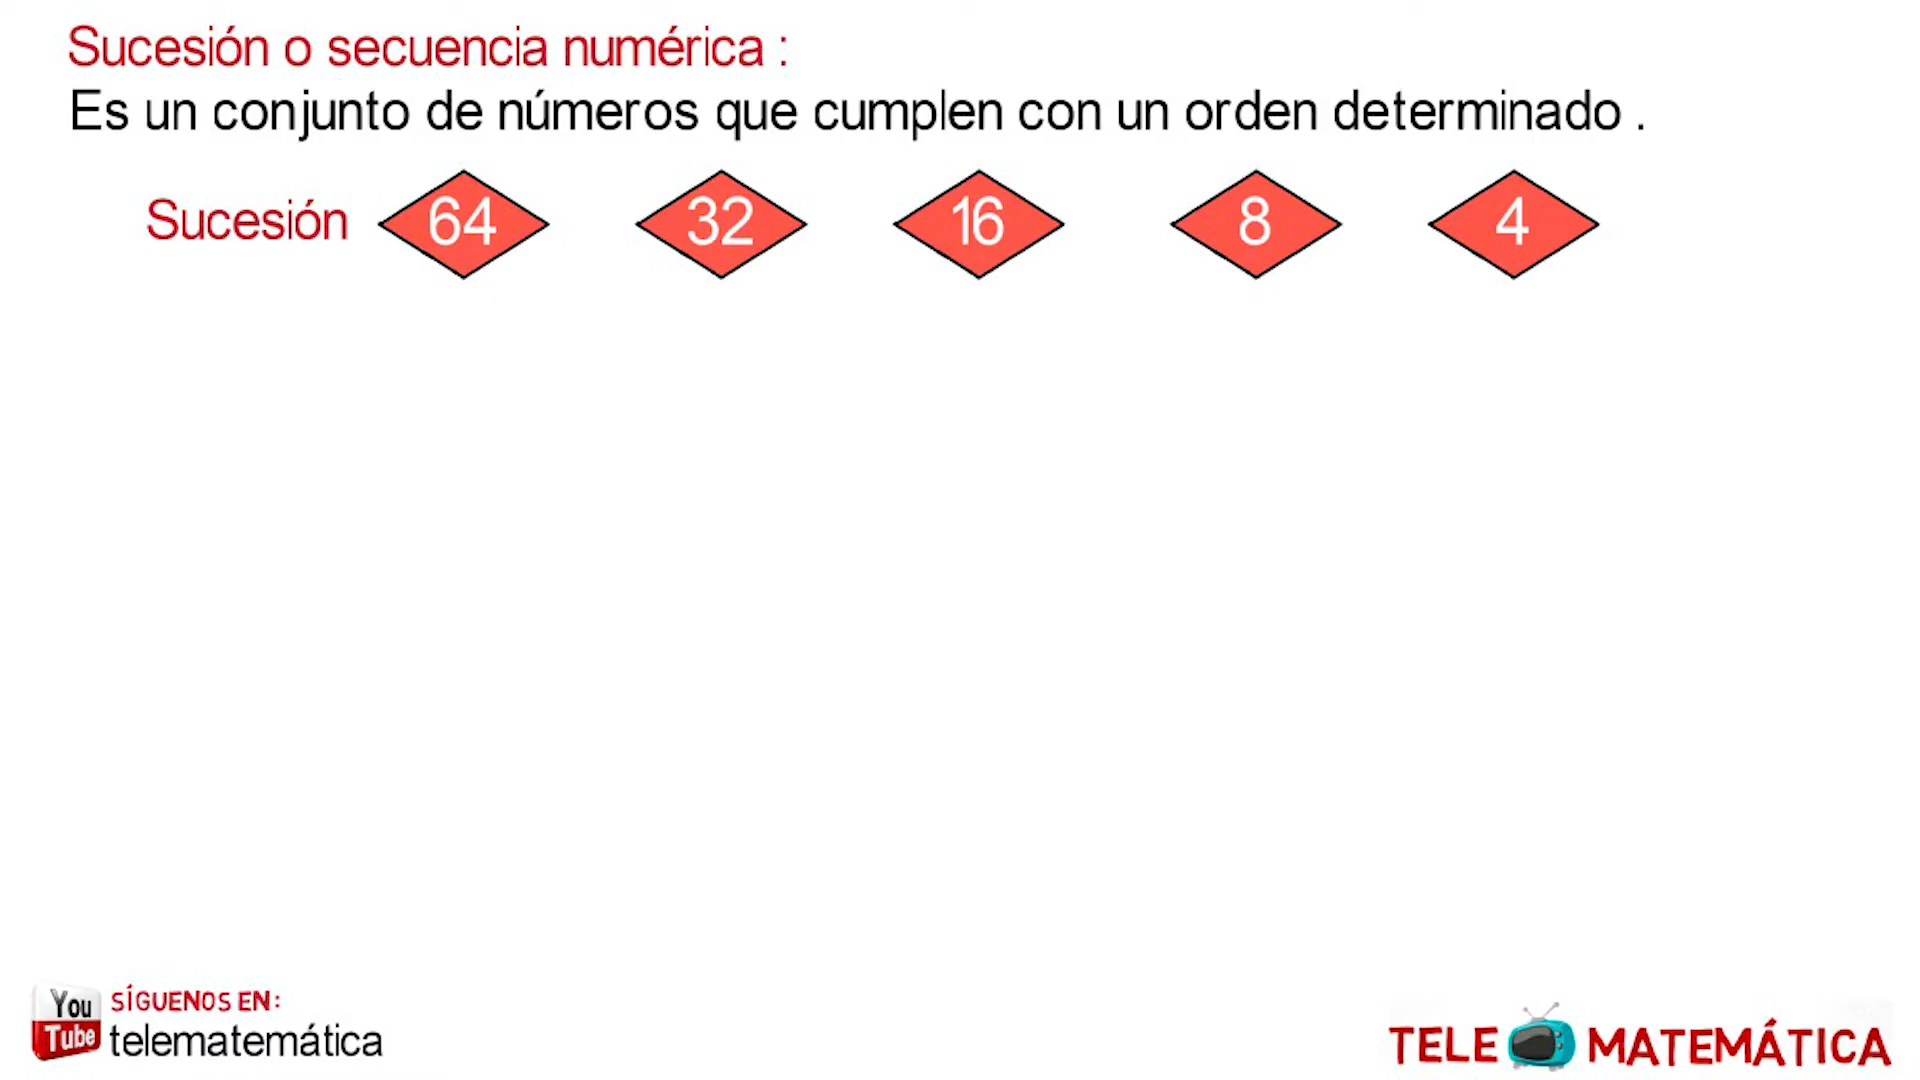 Sucesión o secuencia numérica :
Es un conjunto de números que cumplen con un orden determinado .
Sucesión 64 32 16 8 4
You
Tube
SÍGUENOS EN:
telematemática
TELE MATEMÁTICA